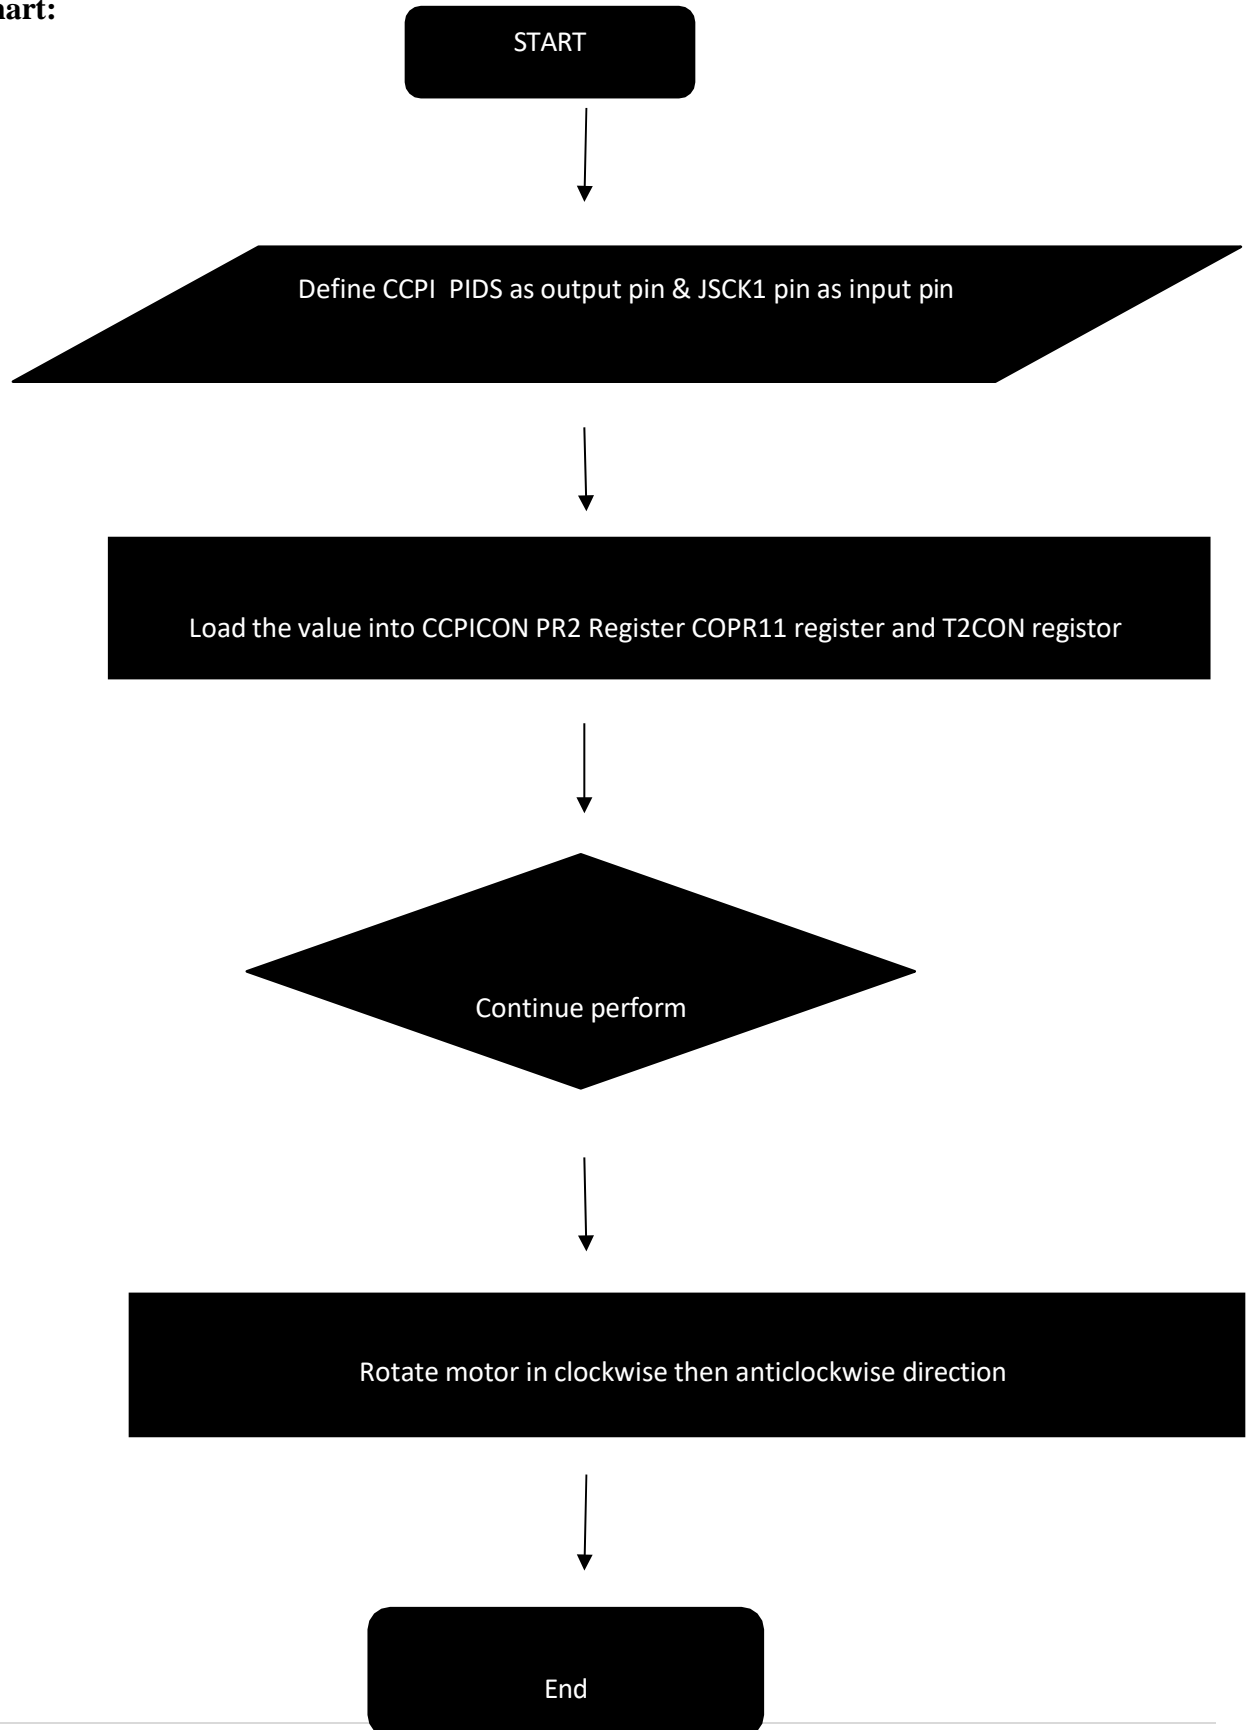 art:
START
Define CCPI PIDS as output pin & JSCK1 pin as input pin
Load the value into CCPICON PR2 Register COPR11 register and T2CON registor
Continue perform
Rotate motor in clockwise then anticlockwise direction
End